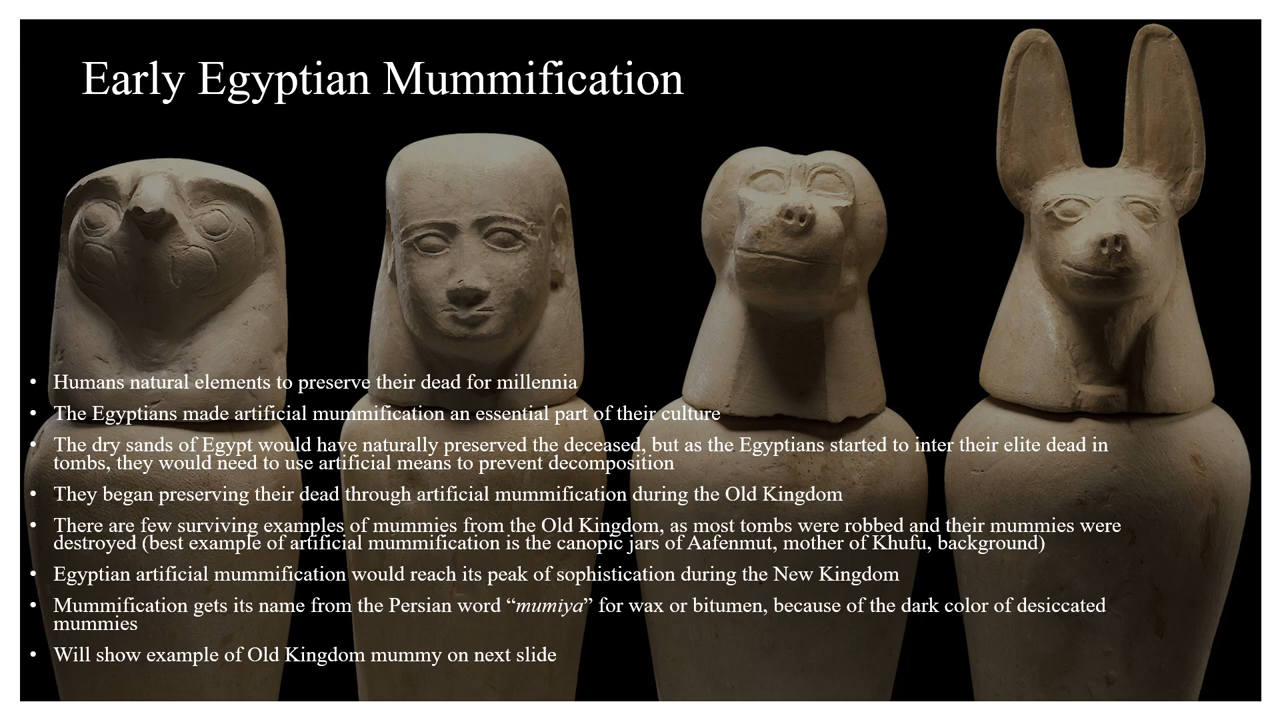 Early Egyptian Mummification
• Humans natural elements to preserve their dead for millennia
• The Egyptians made artificial mummification an essential part of their culture
• The dry sands of Egypt would have naturally preserved the deceased, but as the Egyptians started to inter their elite dead in
tombs, they would need to use artificial means to prevent decomposition
• They began preserving their dead through artificial mummification during the Old Kingdom
• There are few surviving examples of mummies from the Old Kingdom, as most tombs were robbed and their mummies were
destroyed (best example of artificial mummification is the canopic jars of Aafenmut, mother of Khufu, background)
• Egyptian artificial mummification would reach its peak of sophistication during the New Kingdom
• Mummification gets its name from the Persian word “mumiya” for wax or bitumen, because of the dark color of desiccated
mummies
• Will show example of Old Kingdom mummy on next slide